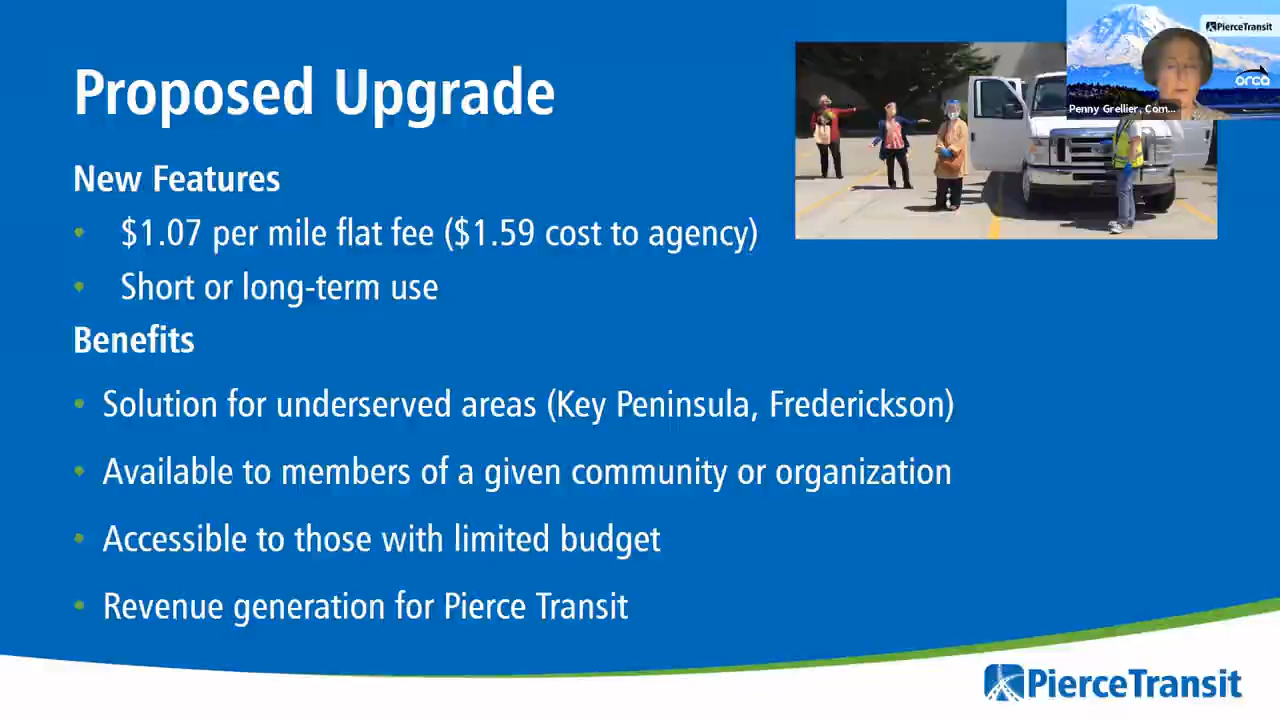 PierceTransit
orca
Penny Grellier, Com...
Proposed Upgrade
New Features
• $1.07 per mile flat fee ($1.59 cost to agency)
• Short or long-term use
Benefits
• Solution for underserved areas (Key Peninsula, Frederickson)
• Available to members of a given community or organization
• Accessible to those with limited budget
• Revenue generation for Pierce Transit
PierceTransit